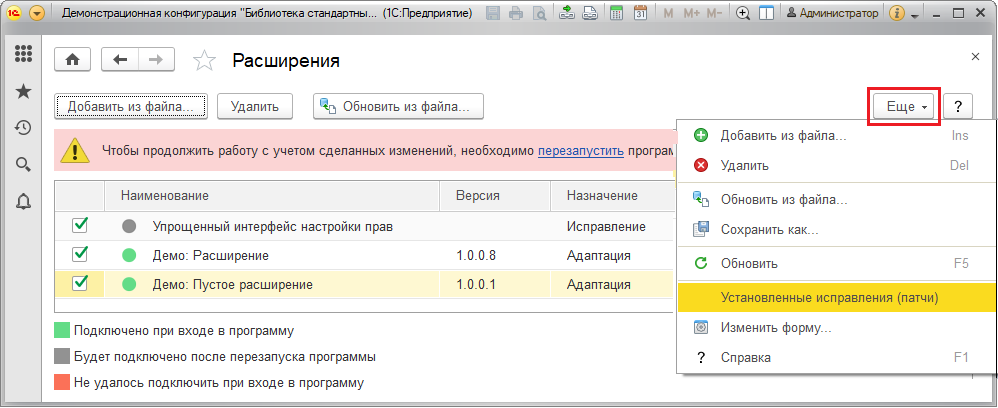 Демонстрационная конфигурация "Библиотека стандартны... (1С:Предприятие)
M M+ M- Администратор
Расширения
Добавить из файла... Удалить Обновить из файла... Еще ?
Чтобы продолжить работу с учетом сделанных изменений, необходимо перезапустить програм
Наименование Версия Назначение
Упрощенный интерфейс настройки прав Исправление
Демо: Расширение 1.0.0.8 Адаптация
Демо: Пустое расширение 1.0.0.1 Адаптация
Подключено при входе в программу
Будет подключено после перезапуска программы
Не удалось подключить при входе в программу
Добавить из файла... Ins
Удалить Del
Обновить из файла...
Сохранить как...
Обновить F5
Установленные исправления (патчи)
Изменить форму...
? Справка F1